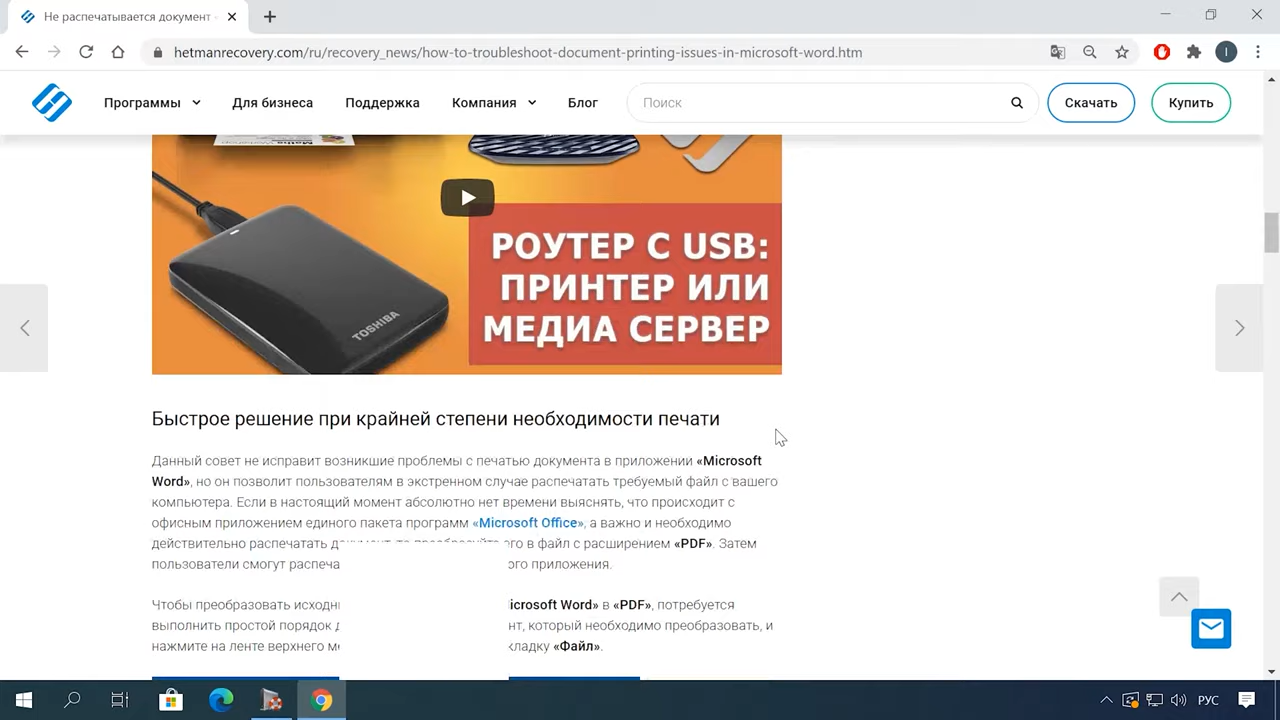 Не распечатывается документ
hetmanrecovery.com/ru/recovery_news/how-to-troubleshoot-document-printing-issues-in-microsoft-word.htm
I
Программы
Для бизнеса
Поддержка
Компания
Блог
Поиск
Скачать
Купить
РОУТЕР С USB:
ПРИНТЕР ИЛИ
МЕДИА СЕРВЕР
TOSHIBA
Быстрое решение при крайней степени необходимости печати
Данный совет не исправит возникшие проблемы с печатью документа в приложении «Microsoft
Word», но он позволит пользователям в экстренном случае распечатать требуемый файл с вашего
компьютера. Если в настоящий момент абсолютно нет времени выяснять, что происходит с
офисным приложением единого пакета программ «Microsoft Office», а важно и необходимо
действительно распечатать его в файл с расширением «PDF». Затем
пользователи смогут распеча ого приложения.
Чтобы преобразовать исходн icrosoft Word» в «PDF», потребуется
выполнить простой порядок д нт, который необходимо преобразовать, и
нажмите на ленте верхнего ме кладку «Файл».
РУС